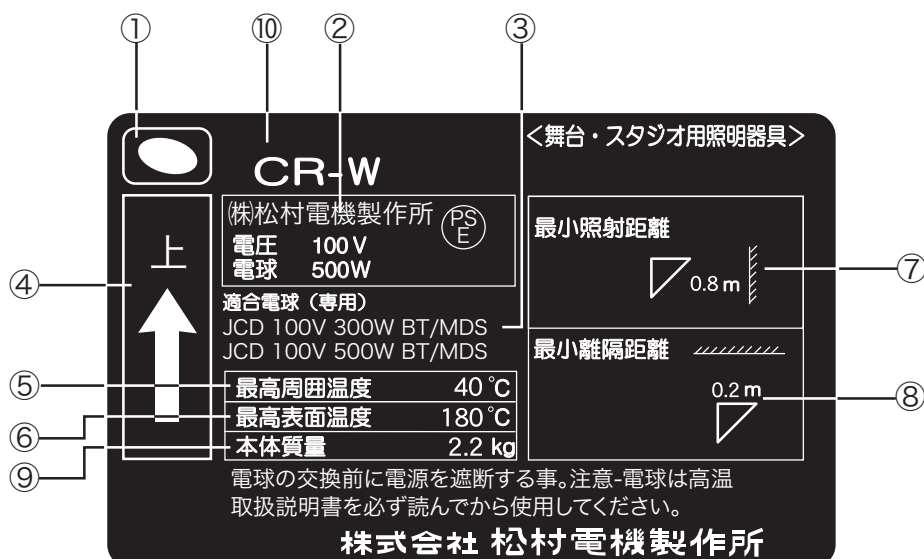 ① ⑩ ② ③
<舞台・スタジオ用照明器具>
CR-W
㈱松村電機製作所 PSE
電圧 100V
電球 500W
適合電球（専用）
JCD 100V 300W BT/MDS
JCD 100V 500W BT/MDS
④ 上
⑤ 最高周囲温度 40℃
⑥ 最高表面温度 180℃
⑨ 本体質量 2.2 kg
最小照射距離
0.8 m ⑦
最小離隔距離
0.2 m ⑧
電球の交換前に電源を遮断する事。注意-電球は高温
取扱説明書を必ず読んでから使用してください。
株式会社 松村電機製作所